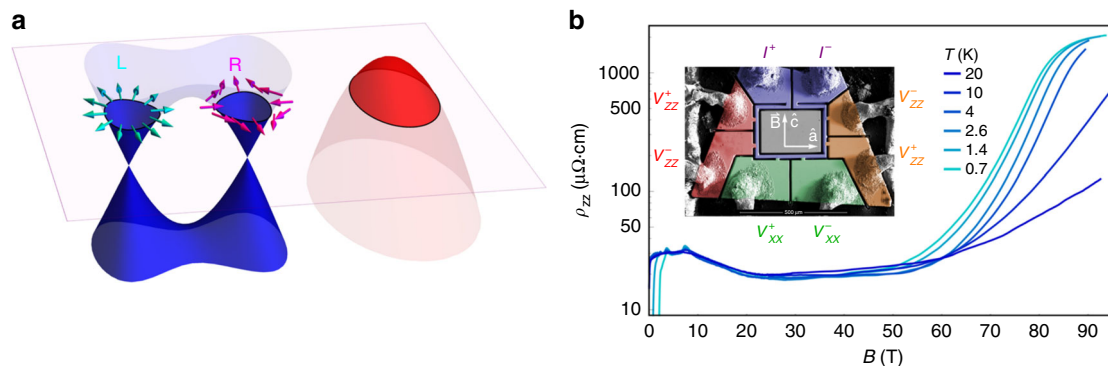 a
L
R
b
ρzz (μΩ·cm)
1000
500
100
50
10
0
10
20
30
40
50
60
70
80
90
B (T)
I⁺ I⁻
V⁺ZZ
V⁻ZZ
V⁻ZZ
V⁺ZZ
V⁺XX V⁻XX
B⃗ ĉ
â
500 μm
T (K)
20
10
4
2.6
1.4
0.7